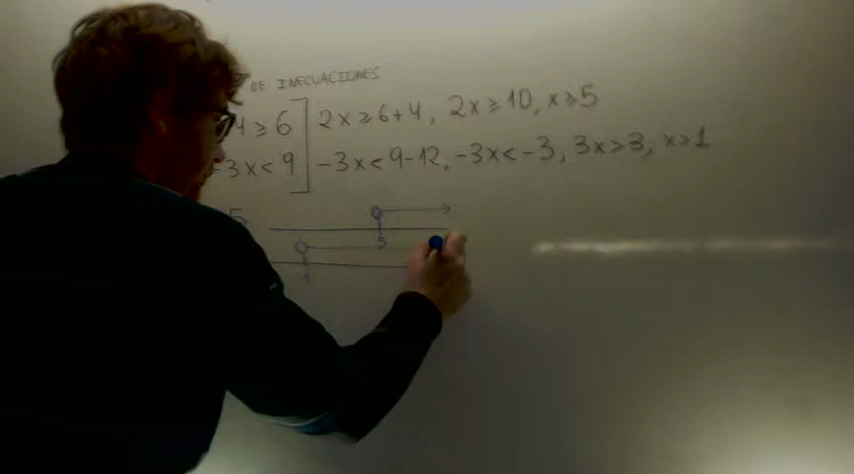 DE INECUACIONES
4 ≥ 6 ] 2x ≥ 6+4, 2x ≥ 10, x ≥ 5
-3x < 9 ] -3x < 9-12, -3x < -3, 3x > 3, x > 1
5
5
1